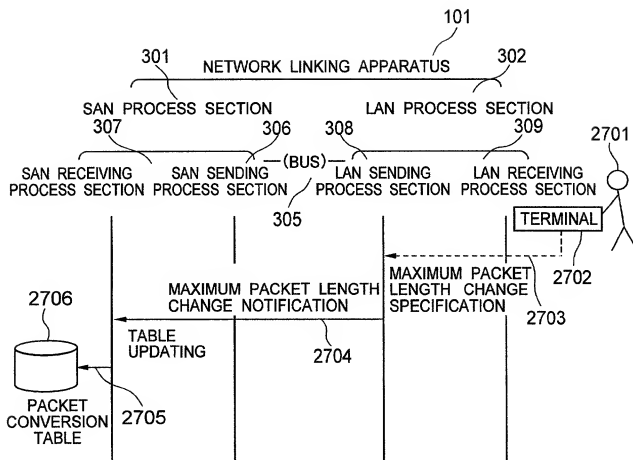 101
301
NETWORK LINKING APPARATUS
302
SAN PROCESS SECTION
LAN PROCESS SECTION
307
306
(BUS)
308
309
2701
SAN RECEIVING
PROCESS SECTION
SAN SENDING
PROCESS SECTION
305
LAN SENDING
PROCESS SECTION
LAN RECEIVING
PROCESS SECTION
TERMINAL
2702
MAXIMUM PACKET
LENGTH CHANGE
SPECIFICATION
2703
MAXIMUM PACKET LENGTH
CHANGE NOTIFICATION
2704
2706
TABLE
UPDATING
2705
PACKET
CONVERSION
TABLE